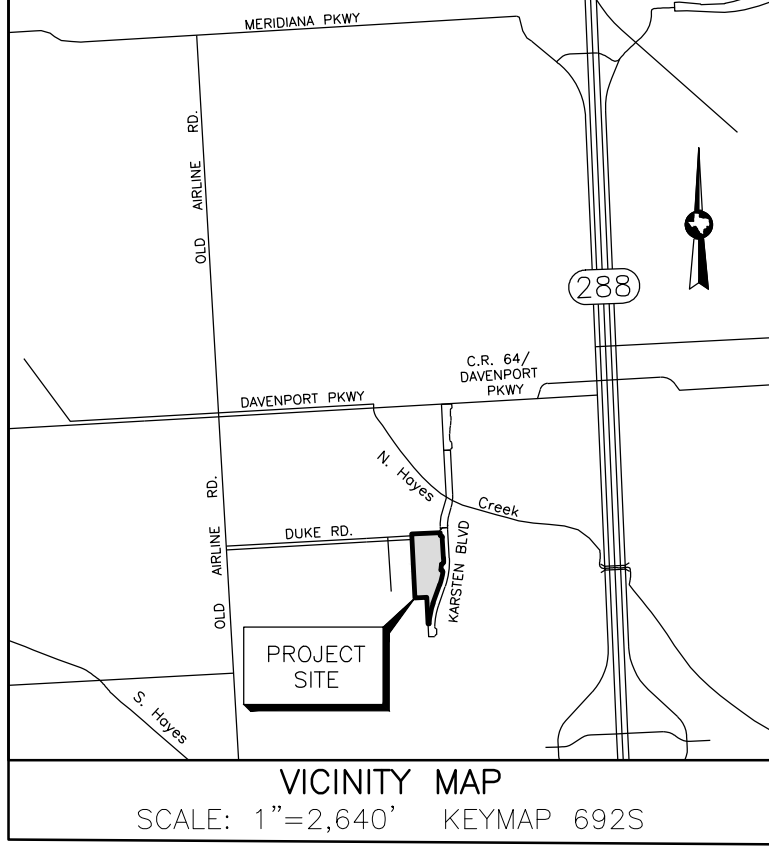 MERIDIANA PKWY
OLD AIRLINE RD.
288
C.R. 64/
DAVENPORT
PKWY
DAVENPORT PKWY
N. Hayes Creek
OLD AIRLINE RD.
DUKE RD.
KARSTEN BLVD
PROJECT
SITE
S. Hayes
VICINITY MAP
SCALE: 1"=2,640' KEYMAP 692S